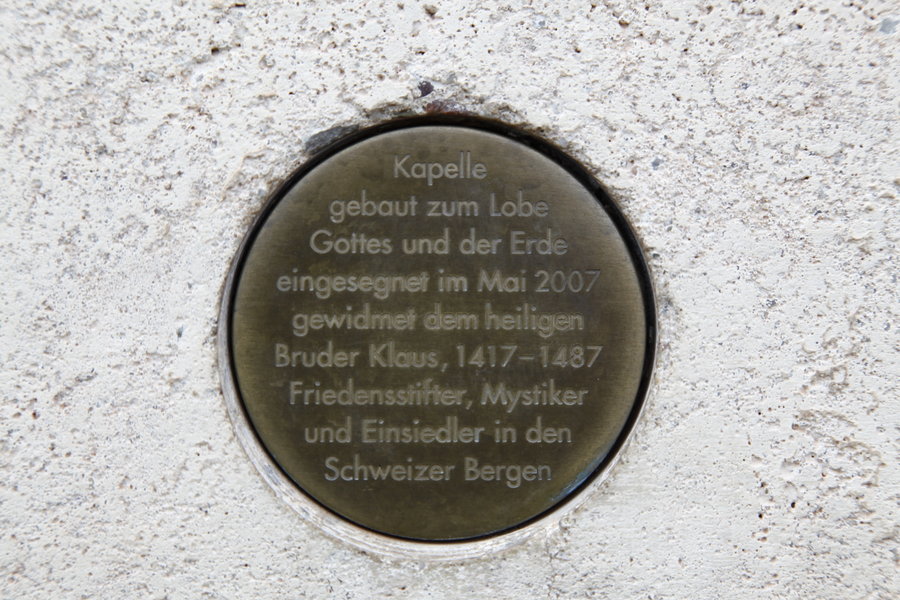 Kapelle
gebaut zum Lobe
Gottes und der Erde
eingesegnet im Mai 2007
gewidmet dem heiligen
Bruder Klaus, 1417–1487
Friedensstifter, Mystiker
und Einsiedler in den
Schweizer Bergen